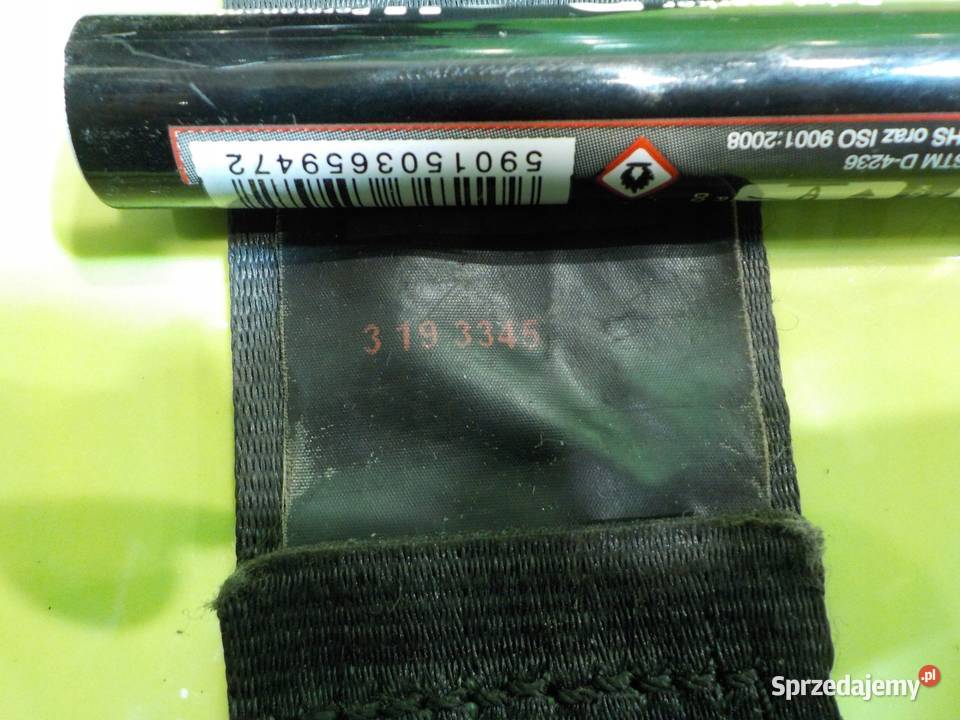 5901503659472
HS oraz ISO 9001:2008
STM D-4236
3 19 3345
Sprzedajemy.pl